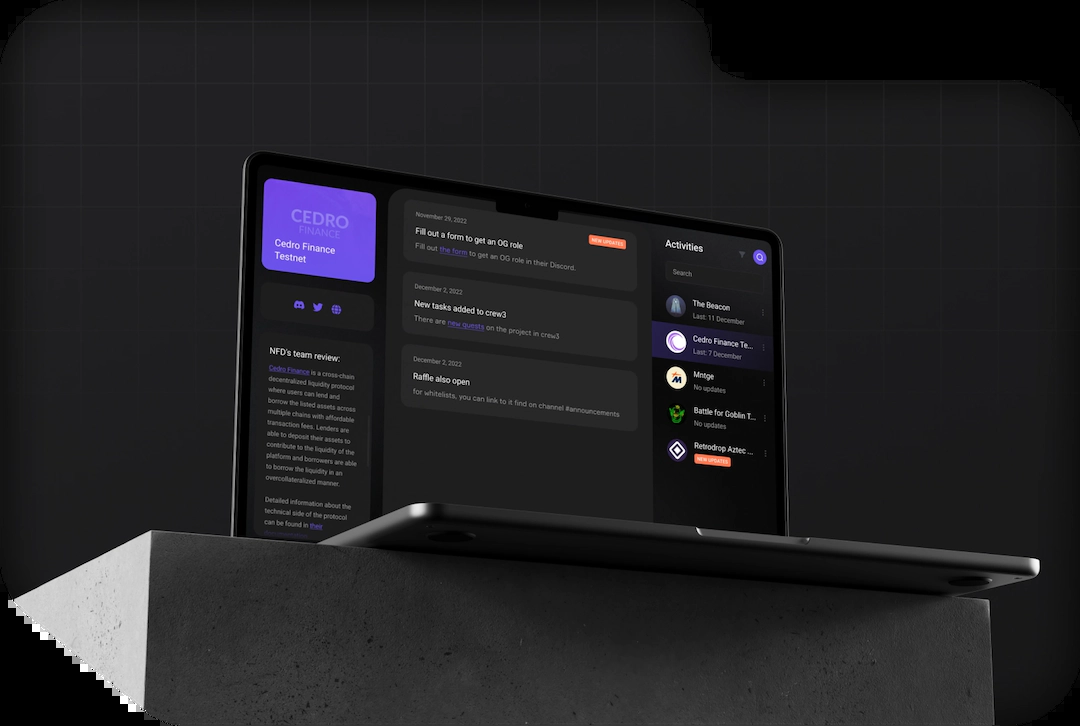 CEDRO
FINANCE
Cedro Finance
Testnet
NFD's team review:
Cedro Finance is a cross-chain
decentralized liquidity protocol
where users can lend and
borrow the listed assets across
multiple chains with affordable
transaction fees. Lenders are
able to deposit their assets to
contribute to the liquidity of the
platform and borrowers are able
to borrow the liquidity in an
overcollateralized manner.
Detailed information about the
technical side of the protocol
can be found in their
November 29, 2022
Fill out a form to get an OG role
NEW UPDATES
Fill out the form to get an OG role in their Discord.
December 2, 2022
New tasks added to crew3
There are new quests on the project in crew3
December 2, 2022
Raffle also open
for whitelists, you can link to it find on channel #announcements
Activities
Search
The Beacon
Last: 11 December
Cedro Finance Te...
Last: 7 December
Mntge
No updates
Battle for Goblin T...
No updates
Retrodrop Aztec ...
NEW UPDATES